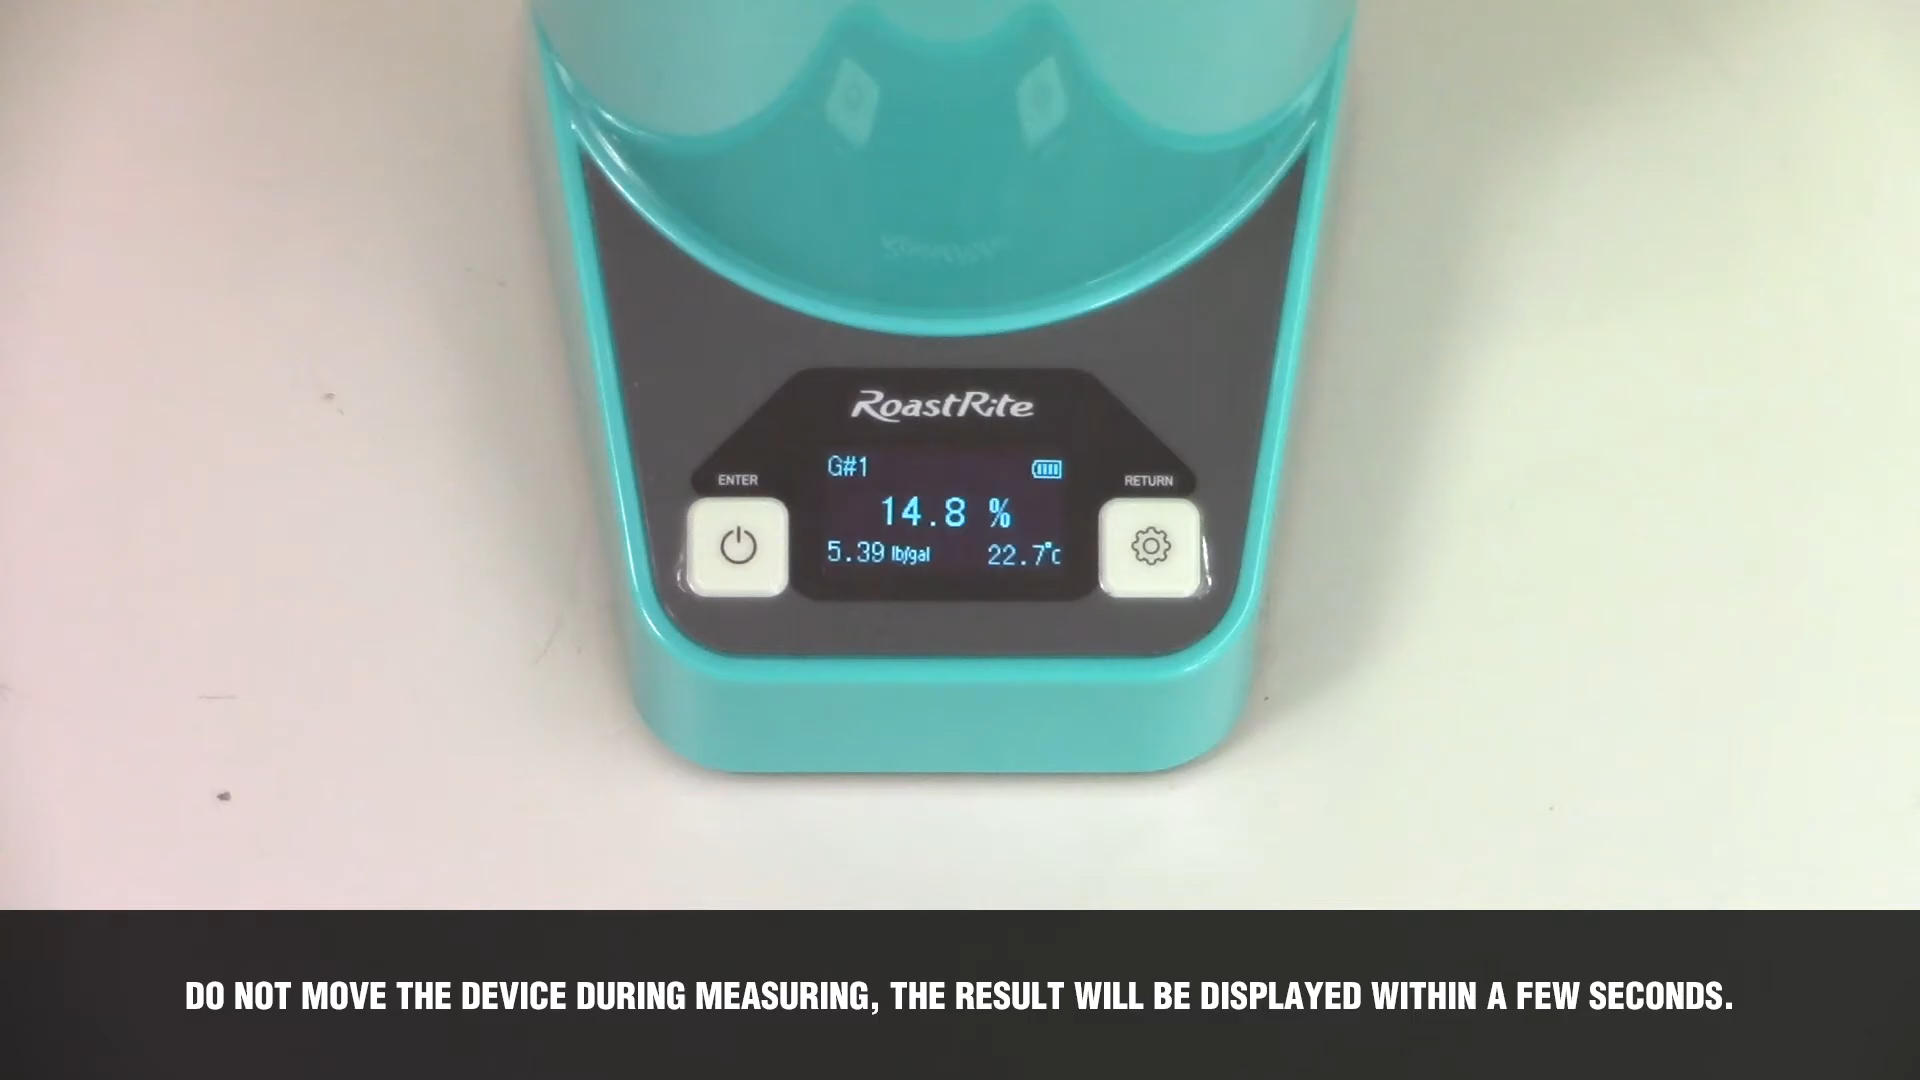 RoastRite
G#1
ENTER
RETURN
14.8 %
5.39 lb/gal 22.7°C
DO NOT MOVE THE DEVICE DURING MEASURING, THE RESULT WILL BE DISPLAYED WITHIN A FEW SECONDS.